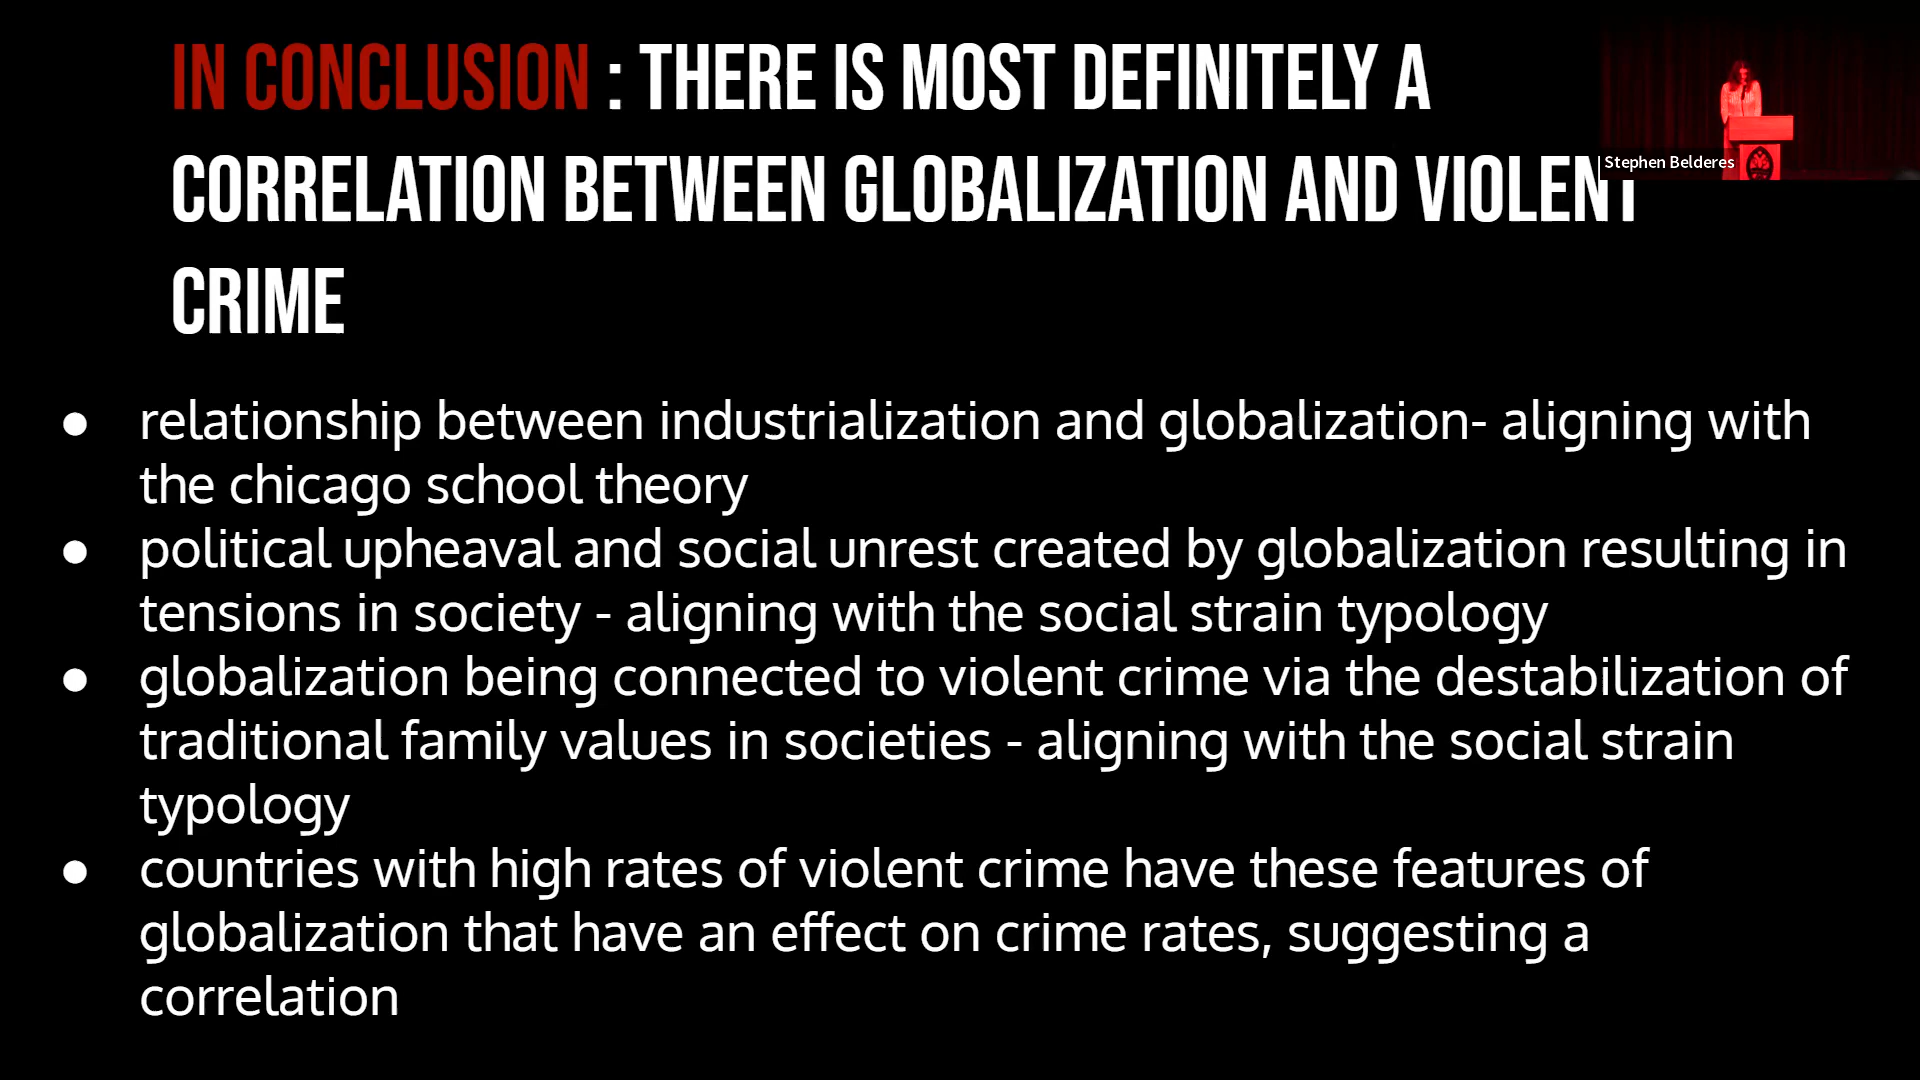 IN CONCLUSION : THERE IS MOST DEFINITELY A
CORRELATION BETWEEN GLOBALIZATION AND VIOLENT
CRIME
Stephen Belderes
● relationship between industrialization and globalization- aligning with
the chicago school theory
● political upheaval and social unrest created by globalization resulting in
tensions in society - aligning with the social strain typology
● globalization being connected to violent crime via the destabilization of
traditional family values in societies - aligning with the social strain
typology
● countries with high rates of violent crime have these features of
globalization that have an effect on crime rates, suggesting a
correlation